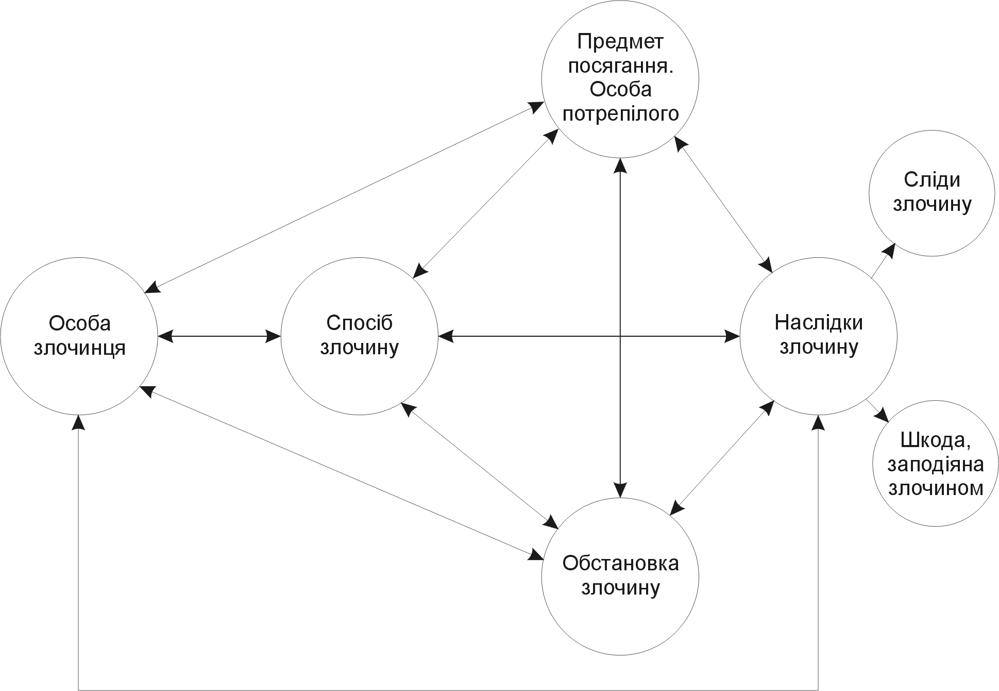 Предмет
посягання.
Особа
потрепілого
Сліди
злочину
Особа
злочинця
Спосіб
злочину
Наслідки
злочину
Шкода,
заподіяна
злочином
Обстановка
злочину